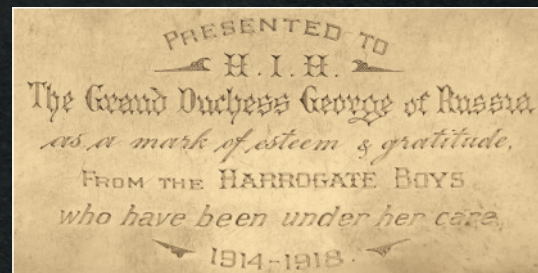 PRESENTED TO
H.I.H.
The Grand Duchess George of Russia
as a mark of esteem & gratitude,
FROM THE HARROGATE BOYS
who have been under her care,
1914-1918.